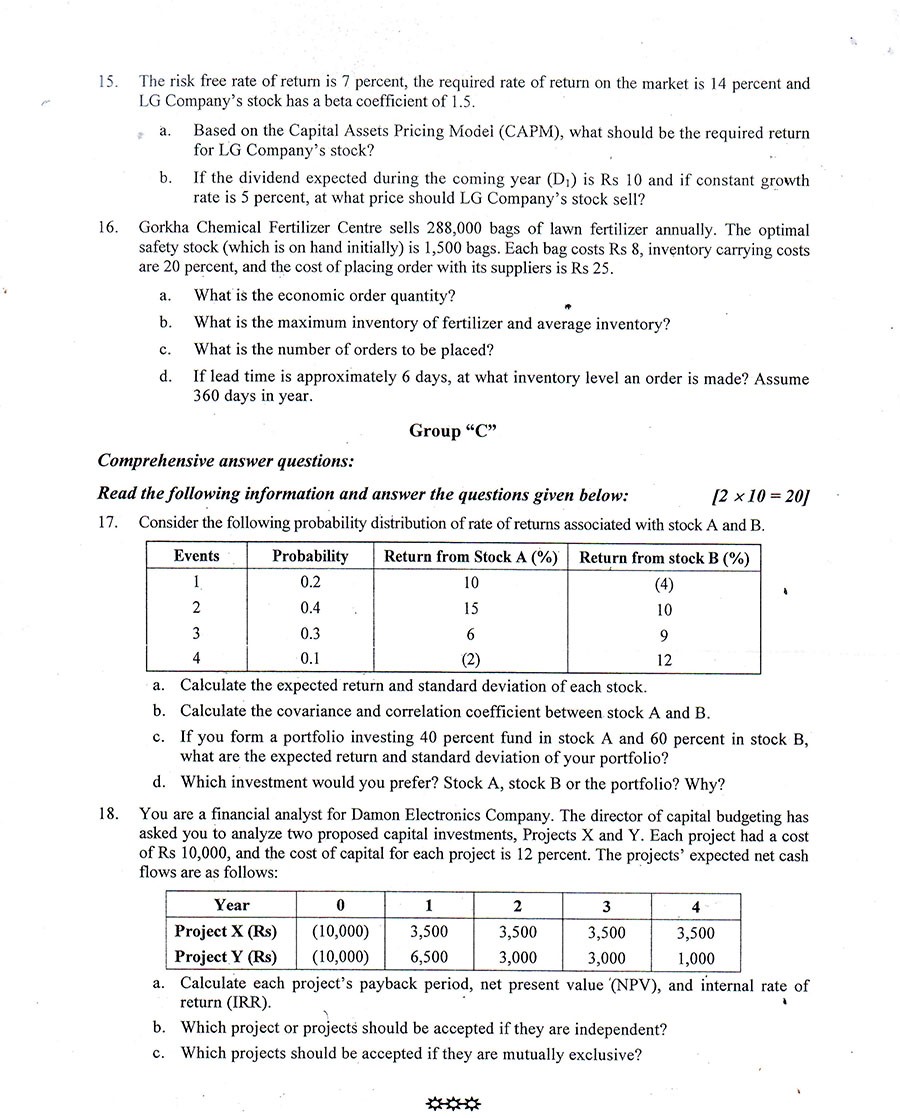 15. The risk free rate of return is 7 percent, the required rate of return on the market is 14 percent and
LG Company's stock has a beta coefficient of 1.5.
a. Based on the Capital Assets Pricing Model (CAPM), what should be the required return
for LG Company's stock?
b. If the dividend expected during the coming year (D₁) is Rs 10 and if constant growth
rate is 5 percent, at what price should LG Company's stock sell?
16. Gorkha Chemical Fertilizer Centre sells 288,000 bags of lawn fertilizer annually. The optimal
safety stock (which is on hand initially) is 1,500 bags. Each bag costs Rs 8, inventory carrying costs
are 20 percent, and the cost of placing order with its suppliers is Rs 25.
a. What is the economic order quantity?
b. What is the maximum inventory of fertilizer and average inventory?
c. What is the number of orders to be placed?
d. If lead time is approximately 6 days, at what inventory level an order is made? Assume
360 days in year.
Group “C”
Comprehensive answer questions:
Read the following information and answer the questions given below: [2 × 10 = 20]
17. Consider the following probability distribution of rate of returns associated with stock A and B.
Events Probability Return from Stock A (%) Return from stock B (%)
1 0.2 10 (4)
2 0.4 15 10
3 0.3 6 9
4 0.1 (2) 12
a. Calculate the expected return and standard deviation of each stock.
b. Calculate the covariance and correlation coefficient between stock A and B.
c. If you form a portfolio investing 40 percent fund in stock A and 60 percent in stock B,
what are the expected return and standard deviation of your portfolio?
d. Which investment would you prefer? Stock A, stock B or the portfolio? Why?
18. You are a financial analyst for Damon Electronics Company. The director of capital budgeting has
asked you to analyze two proposed capital investments, Projects X and Y. Each project had a cost
of Rs 10,000, and the cost of capital for each project is 12 percent. The projects' expected net cash
flows are as follows:
Year 0 1 2 3 4
Project X (Rs) (10,000) 3,500 3,500 3,500 3,500
Project Y (Rs) (10,000) 6,500 3,000 3,000 1,000
a. Calculate each project's payback period, net present value (NPV), and internal rate of
return (IRR).
b. Which project or projects should be accepted if they are independent?
c. Which projects should be accepted if they are mutually exclusive?